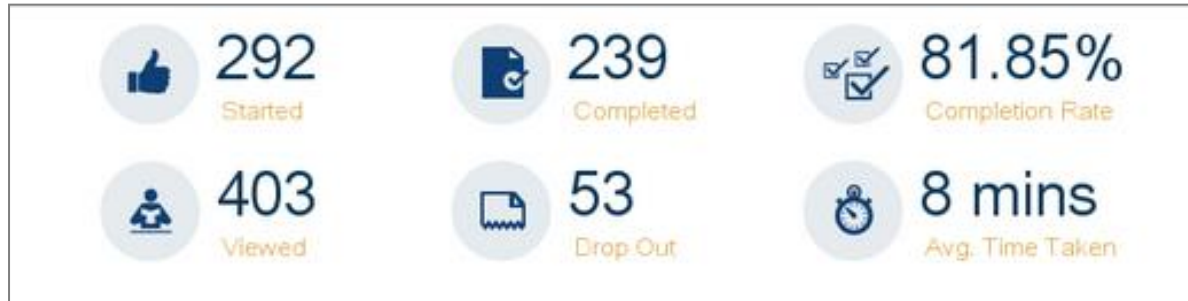 292
Started
239
Completed
81.85%
Completion Rate
403
Viewed
53
Drop Out
8 mins
Avg. Time Taken